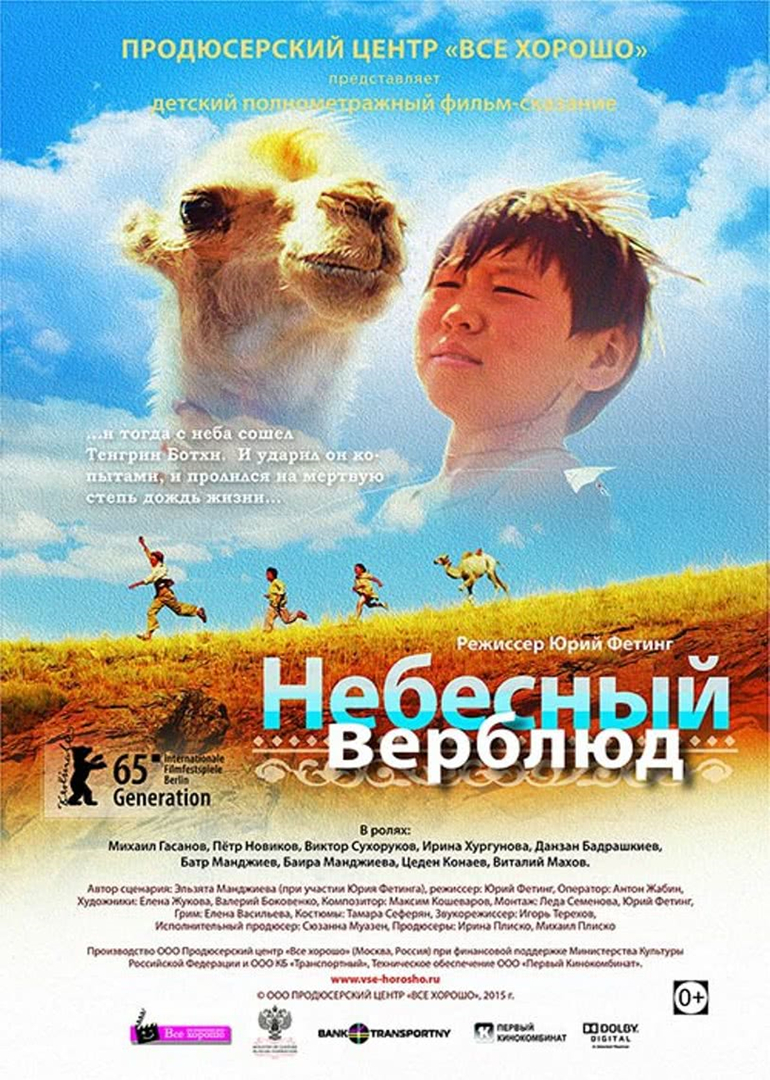 ПРОДЮСЕРСКИЙ ЦЕНТР «ВСЕ ХОРОШО»
представляет
детский полнометражный фильм-сказание
...и тогда с неба сошел
Тенгрин Ботхн. И ударил он ко-
пытами, и пролился на мертвую
степь дождь жизни...
Режиссер Юрий Фетинг
Небесный
Верблюд
65 Internationale
Filmfestspiele
Berlin
Generation
В ролях:
Михаил Гасанов, Пётр Новиков, Виктор Сухоруков, Ирина Хургунова, Данзан Бадрашкиев,
Батр Манджиев, Баира Манджиева, Цеден Конаев, Виталий Махов.
Автор сценария: Эльзята Манджиева (при участии Юрия Фетинга), режиссер: Юрий Фетинг, Оператор: Антон Жабин,
Художники: Елена Жукова, Валерий Боковенко, Композитор: Максим Кошеваров, Монтаж: Леда Семенова, Юрий Фетинг,
Грим: Елена Васильева, Костюмы: Тамара Сеферян, Звукорежиссер: Игорь Терехов,
Исполнительный продюсер: Сюзанна Муазен, Продюсеры: Ирина Плиско, Михаил Плиско
Производство ООО Продюсерский центр «Все хорошо» (Москва, Россия) при финансовой поддержке Министерства Культуры
Российской Федерации и ООО КБ «Транспортный», Техническое обеспечение ООО «Первый Кинокомбинат».
www.vse-horosho.ru
© ООО ПРОДЮСЕРСКИЙ ЦЕНТР «ВСЕ ХОРОШО», 2015 г.
0+
Все хорошо
BANK TRANSPORTNY
ПЕРВЫЙ
КИНОКОМБИНАТ
DOLBY
DIGITAL